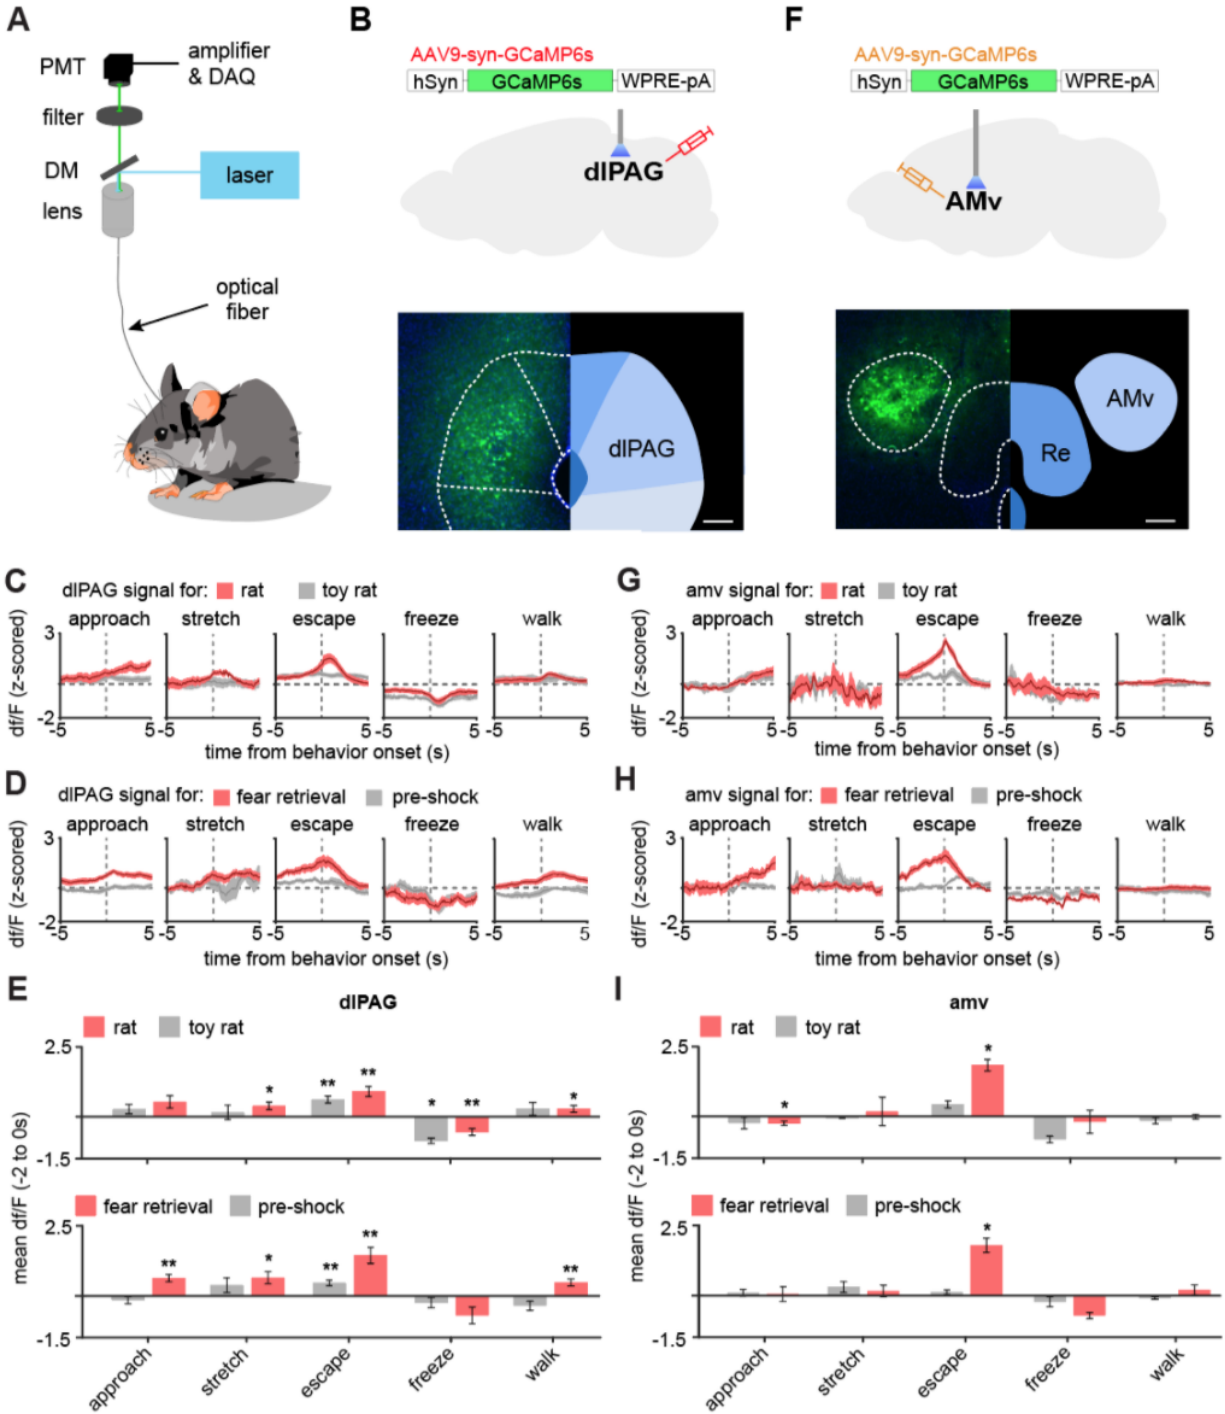 A
PMT
amplifier
& DAQ
filter
DM
laser
lens
optical
fiber
B
AAV9-syn-GCaMP6s
hSyn
GCaMP6s
WPRE-pA
dlPAG
dlPAG
F
AAV9-syn-GCaMP6s
hSyn
GCaMP6s
WPRE-pA
AMv
AMv
Re
C
dlPAG signal for: rat toy rat
approach stretch escape freeze walk
df/F (z-scored)
3
-2
-5 5 -5 5 -5 5 -5 5 -5 5
time from behavior onset (s)
G
amv signal for: rat toy rat
approach stretch escape freeze walk
df/F (z-scored)
3
-2
-5 5 -5 5 -5 5 -5 5 -5 5
time from behavior onset (s)
D
dlPAG signal for: fear retrieval pre-shock
approach stretch escape freeze walk
df/F (z-scored)
3
-2
-5 5 -5 5 -5 5 -5 5 -5 5
time from behavior onset (s)
H
amv signal for: fear retrieval pre-shock
approach stretch escape freeze walk
df/F (z-scored)
3
-2
-5 5 -5 5 -5 5 -5 5 -5 5
time from behavior onset (s)
E
dlPAG
rat toy rat
2.5
* ** ** * ** *
-1.5
mean df/F (-2 to 0s)
fear retrieval pre-shock
2.5
** * ** ** **
-1.5
approach stretch escape freeze walk
I
amv
rat toy rat
2.5
* *
-1.5
mean df/F (-2 to 0s)
fear retrieval pre-shock
2.5
*
-1.5
approach stretch escape freeze walk